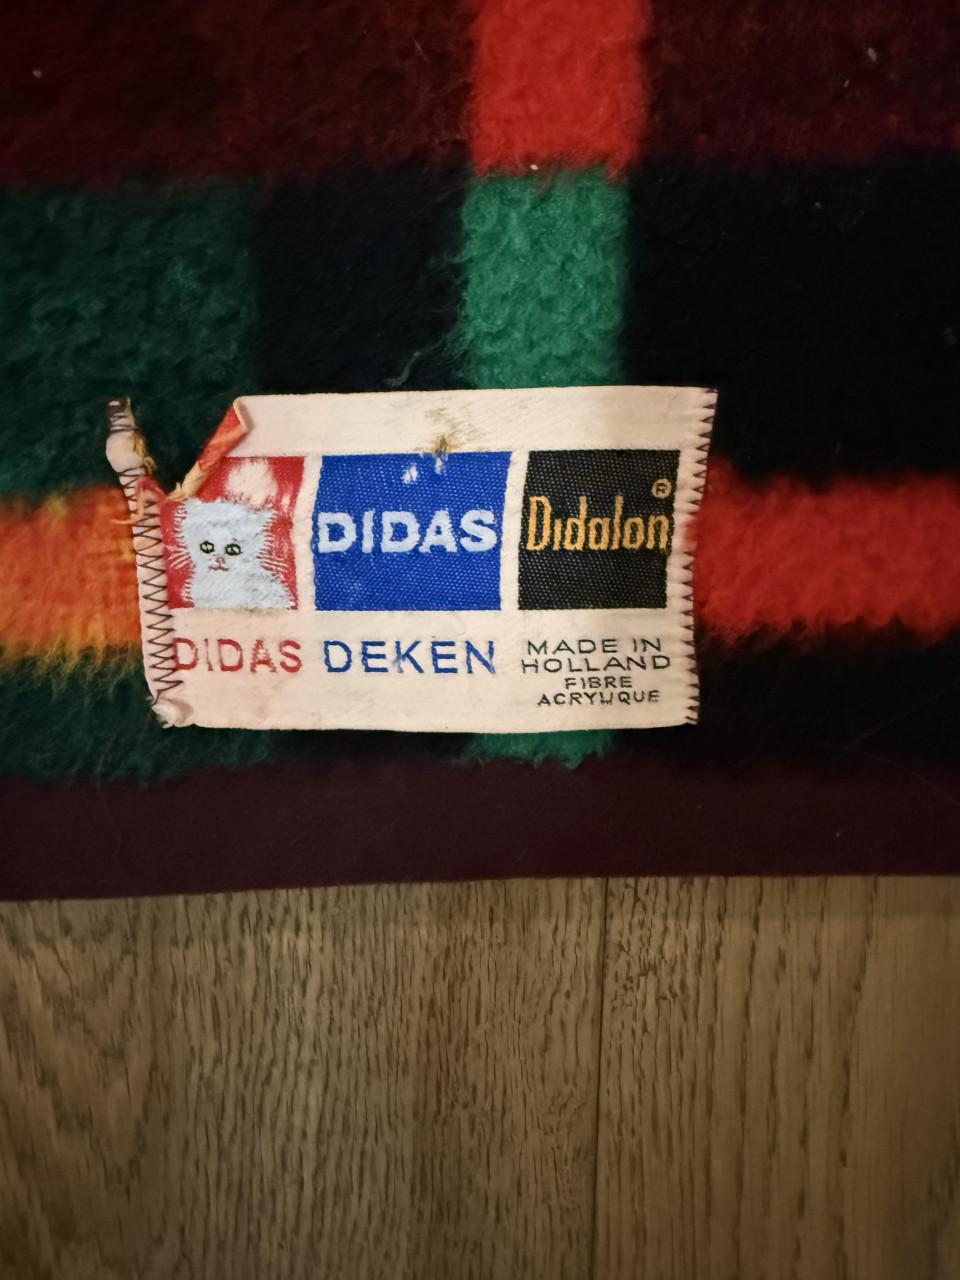 DIDAS
Didalon®
DIDAS DEKEN
MADE IN
HOLLAND
FIBRE
ACRYLIQUE